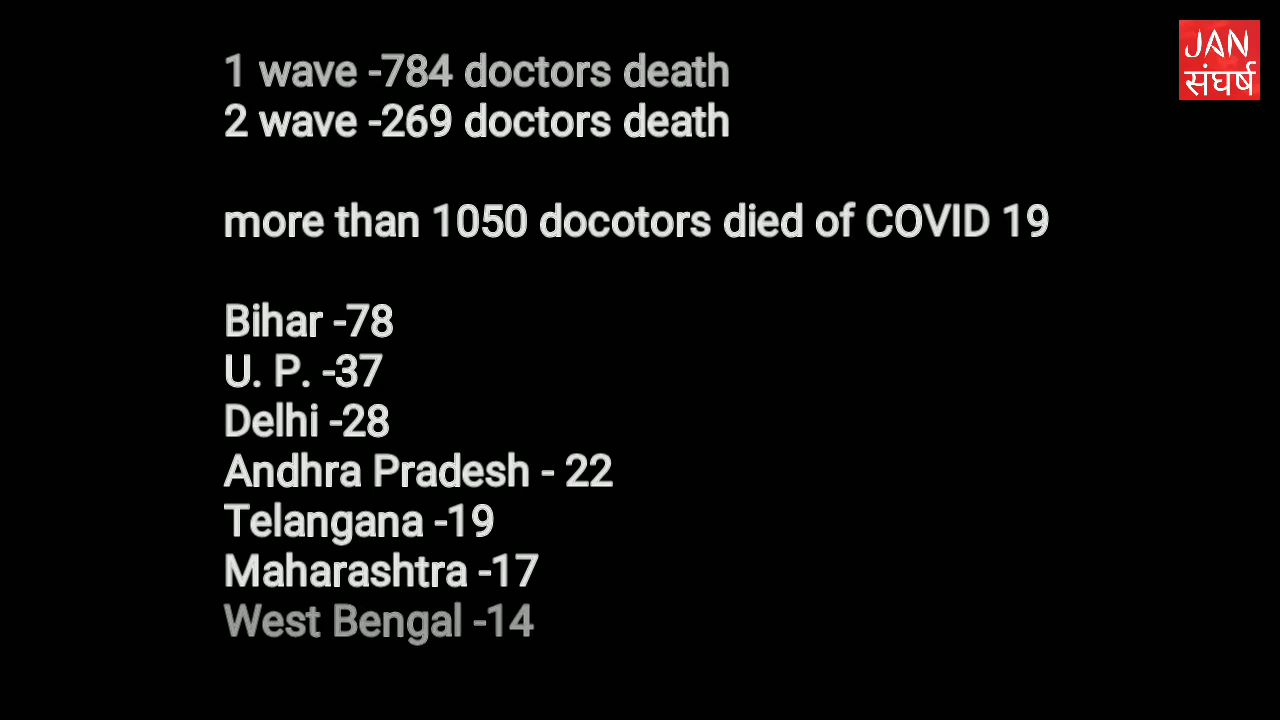 JAN
संघर्ष
1 wave -784 doctors death
2 wave -269 doctors death
more than 1050 docotors died of COVID 19
Bihar -78
U. P. -37
Delhi -28
Andhra Pradesh - 22
Telangana -19
Maharashtra -17
West Bengal -14